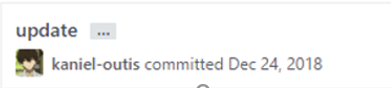 update ...
kaniel-outis committed Dec 24, 2018